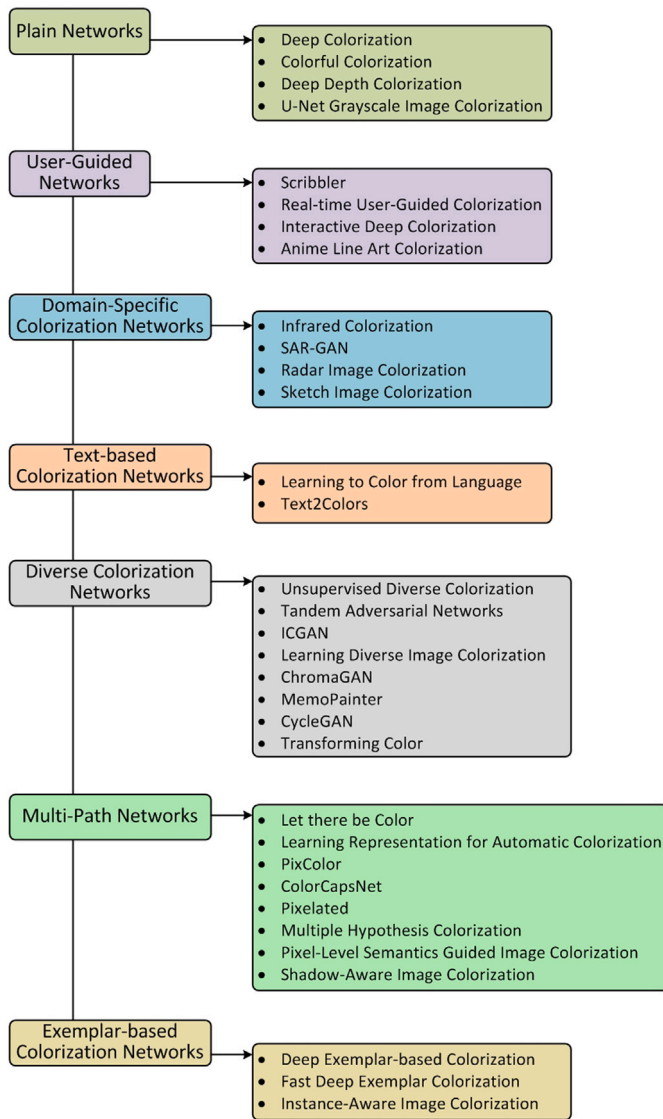 Plain Networks
• Deep Colorization
• Colorful Colorization
• Deep Depth Colorization
• U-Net Grayscale Image Colorization
User-Guided
Networks
• Scribbler
• Real-time User-Guided Colorization
• Interactive Deep Colorization
• Anime Line Art Colorization
Domain-Specific
Colorization Networks
• Infrared Colorization
• SAR-GAN
• Radar Image Colorization
• Sketch Image Colorization
Text-based
Colorization Networks
• Learning to Color from Language
• Text2Colors
Diverse Colorization
Networks
• Unsupervised Diverse Colorization
• Tandem Adversarial Networks
• ICGAN
• Learning Diverse Image Colorization
• ChromaGAN
• MemoPainter
• CycleGAN
• Transforming Color
Multi-Path Networks
• Let there be Color
• Learning Representation for Automatic Colorization
• PixColor
• ColorCapsNet
• Pixelated
• Multiple Hypothesis Colorization
• Pixel-Level Semantics Guided Image Colorization
• Shadow-Aware Image Colorization
Exemplar-based
Colorization Networks
• Deep Exemplar-based Colorization
• Fast Deep Exemplar Colorization
• Instance-Aware Image Colorization